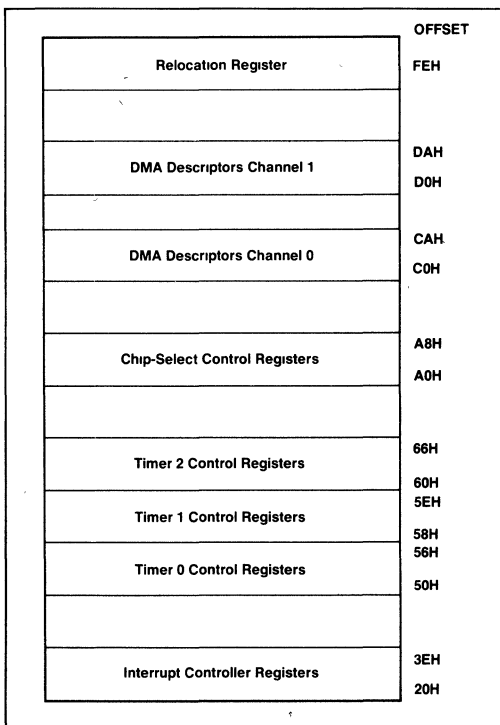 OFFSET
Relocation Register FEH
DAH
DMA Descriptors Channel 1
D0H
CAH
DMA Descriptors Channel 0
C0H
A8H
Chip-Select Control Registers
A0H
66H
Timer 2 Control Registers
60H
5EH
Timer 1 Control Registers
58H
56H
Timer 0 Control Registers
50H
3EH
Interrupt Controller Registers
20H